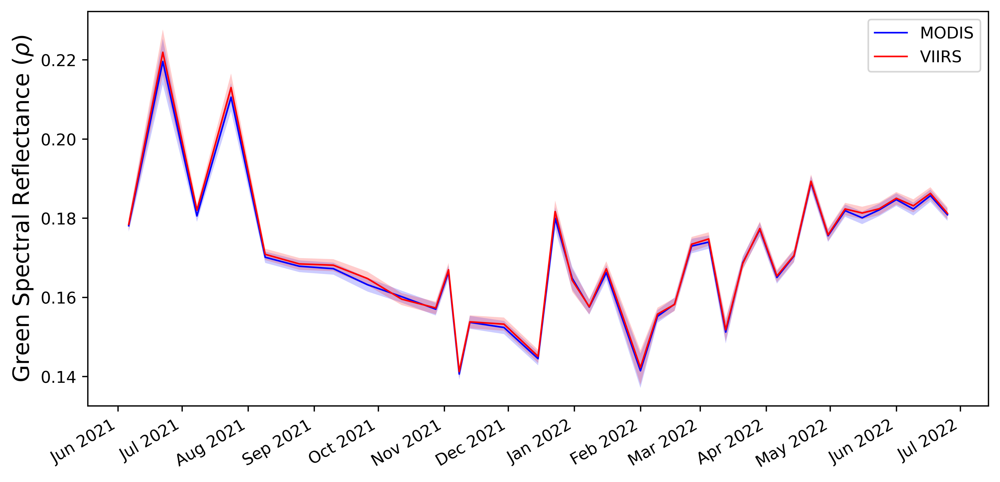 Green Spectral Reflectance (ρ)
0.22
0.20
0.18
0.16
0.14
MODIS
VIIRS
Jun 2021
Jul 2021
Aug 2021
Sep 2021
Oct 2021
Nov 2021
Dec 2021
Jan 2022
Feb 2022
Mar 2022
Apr 2022
May 2022
Jun 2022
Jul 2022